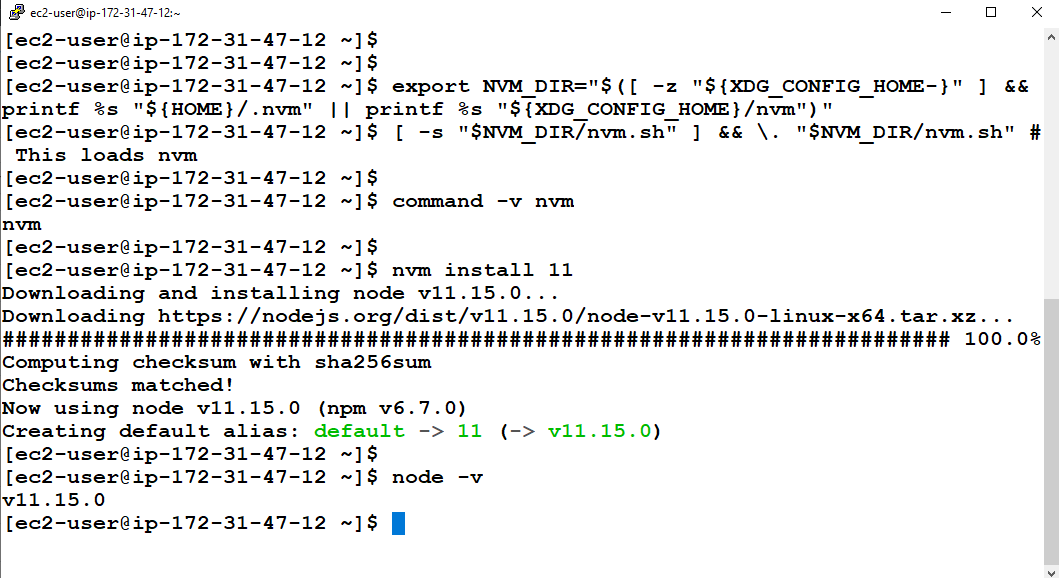 ec2-user@ip-172-31-47-12:~
[ec2-user@ip-172-31-47-12 ~]$
[ec2-user@ip-172-31-47-12 ~]$
[ec2-user@ip-172-31-47-12 ~]$ export NVM_DIR="$([ -z "${XDG_CONFIG_HOME-}" ] &&
printf %s "${HOME}/.nvm" || printf %s "${XDG_CONFIG_HOME}/nvm")"
[ec2-user@ip-172-31-47-12 ~]$ [ -s "$NVM_DIR/nvm.sh" ] && \. "$NVM_DIR/nvm.sh" #
 This loads nvm
[ec2-user@ip-172-31-47-12 ~]$
[ec2-user@ip-172-31-47-12 ~]$ command -v nvm
nvm
[ec2-user@ip-172-31-47-12 ~]$
[ec2-user@ip-172-31-47-12 ~]$ nvm install 11
Downloading and installing node v11.15.0...
Downloading https://nodejs.org/dist/v11.15.0/node-v11.15.0-linux-x64.tar.xz...
######################################################################### 100.0%
Computing checksum with sha256sum
Checksums matched!
Now using node v11.15.0 (npm v6.7.0)
Creating default alias: default -> 11 (-> v11.15.0)
[ec2-user@ip-172-31-47-12 ~]$
[ec2-user@ip-172-31-47-12 ~]$ node -v
v11.15.0
[ec2-user@ip-172-31-47-12 ~]$